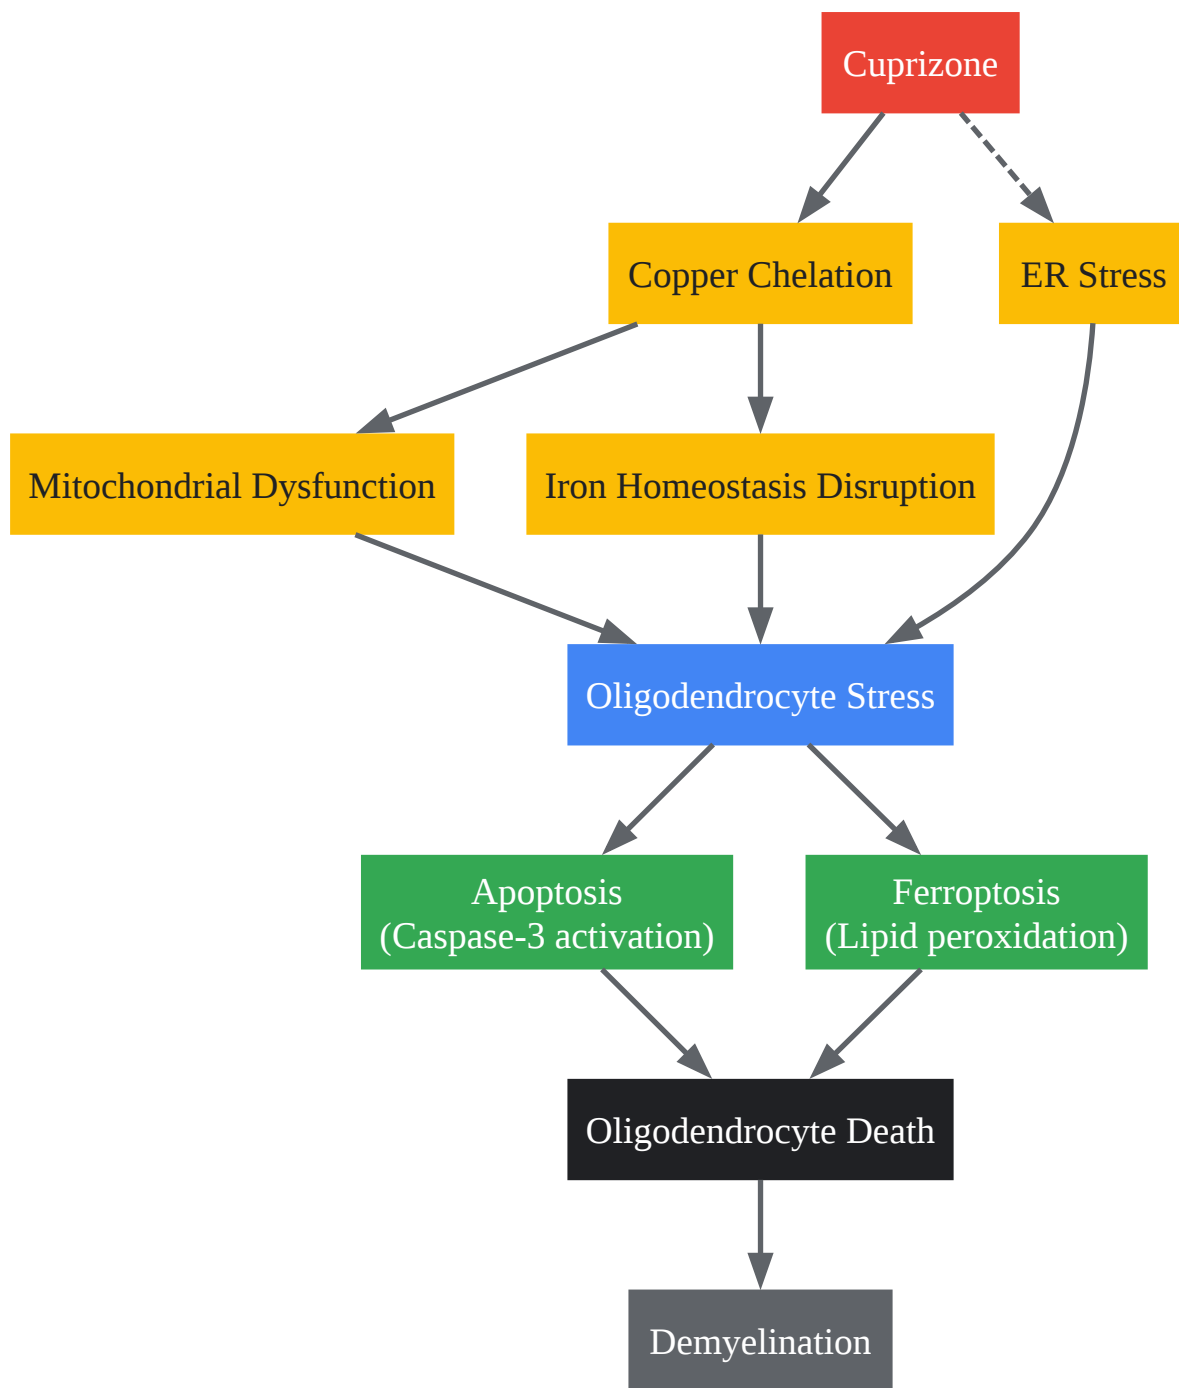 Cuprizone
Copper Chelation
ER Stress
Mitochondrial Dysfunction
Iron Homeostasis Disruption
Oligodendrocyte Stress
Apoptosis
(Caspase-3 activation)
Ferroptosis
(Lipid peroxidation)
Oligodendrocyte Death
Demyelination